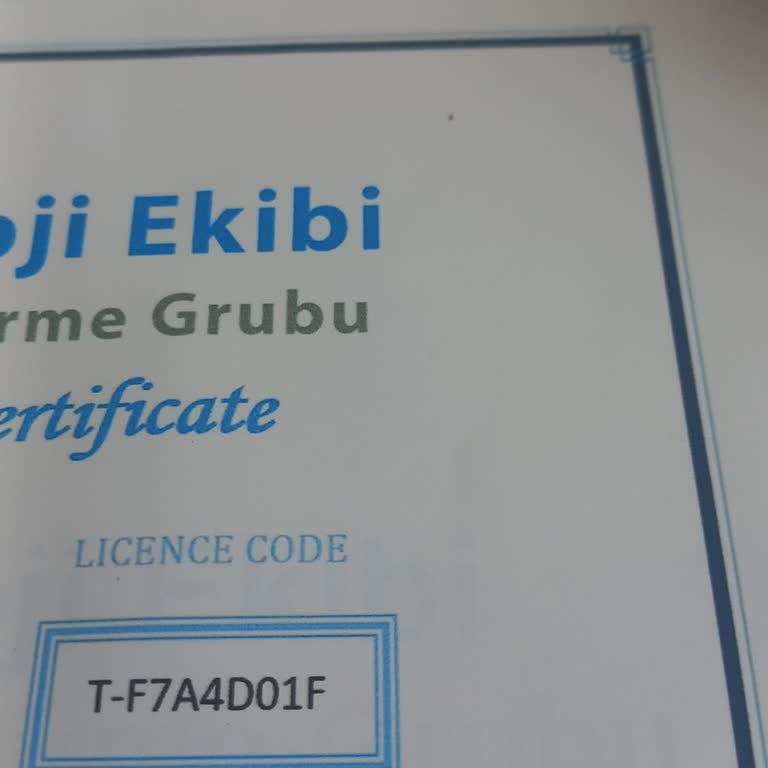 oji Ekibi
rme Grubu
ertificate
LICENCE CODE
T-F7A4D01F